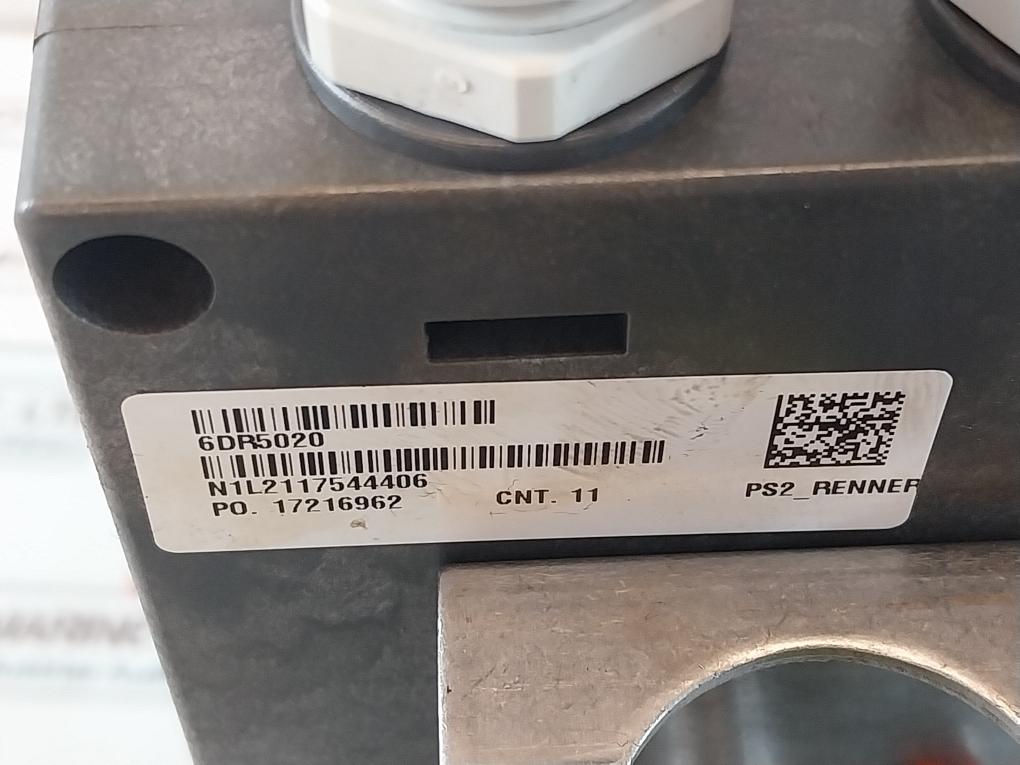 6DR5020
N1L2117544406
PO. 17216962
CNT. 11
PS2_RENNER